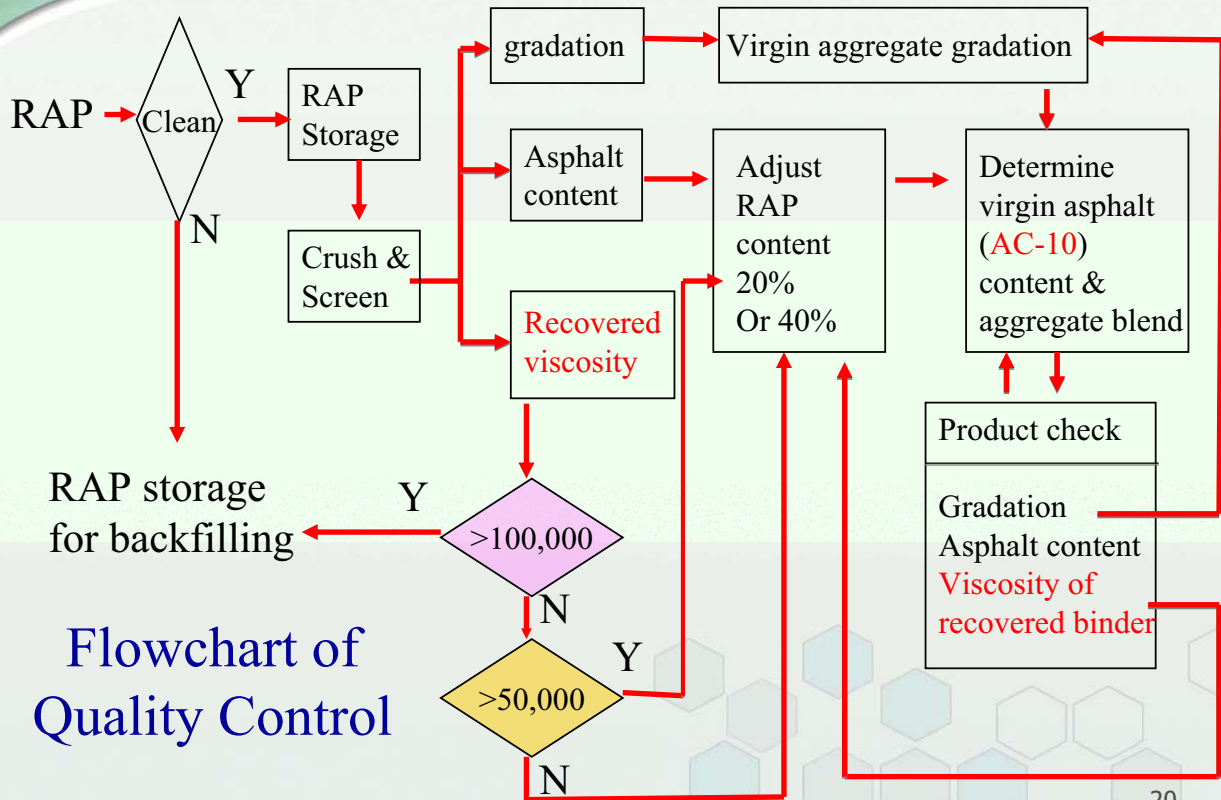 RAP
Clean
Y
N
RAP
Storage
Crush &
Screen
gradation
Virgin aggregate gradation
Asphalt
content
Adjust
RAP
content
20%
Or 40%
Determine
virgin asphalt
(AC-10)
content &
aggregate blend
Recovered
viscosity
Product check
Gradation
Asphalt content
Viscosity of
recovered binder
RAP storage
for backfilling
Y
>100,000
N
Y
>50,000
N
Flowchart of
Quality Control
20